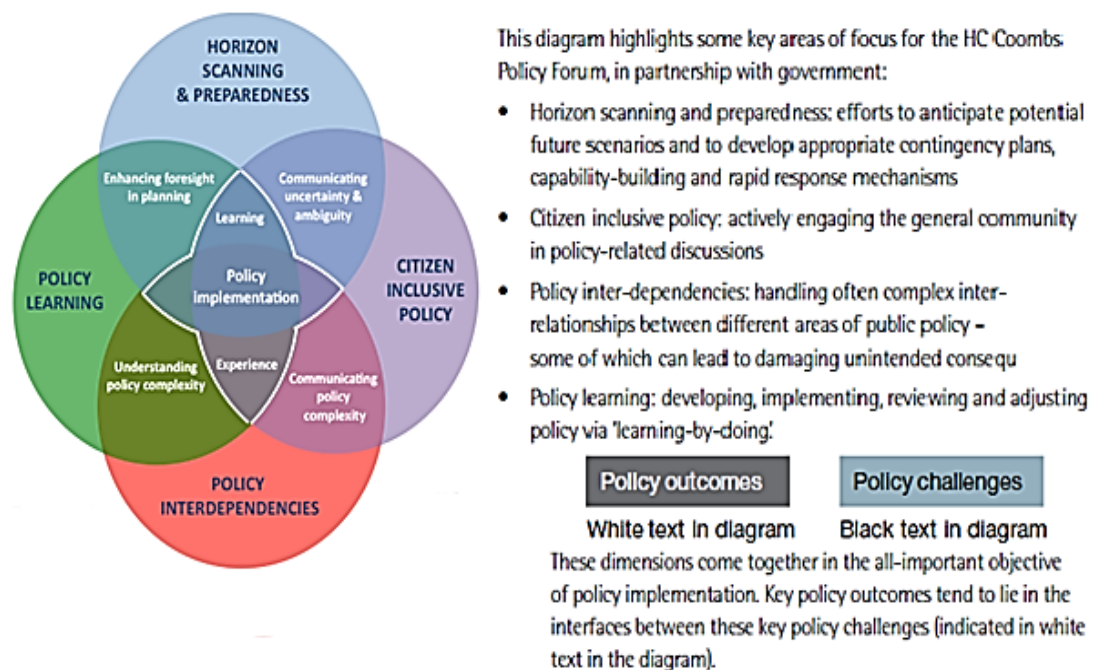 HORIZON
SCANNING
& PREPAREDNESS
Enhancing foresight
in planning
Communicating
uncertainty &
ambiguity
Learning
POLICY
LEARNING
Policy
implementation
CITIZEN
INCLUSIVE
POLICY
Understanding
policy complexity
Experience
Communicating
policy
complexity
POLICY
INTERDEPENDENCIES
This diagram highlights some key areas of focus for the HC Coombs
Policy Forum, in partnership with government:
• Horizon scanning and preparedness: efforts to anticipate potential
future scenarios and to develop appropriate contingency plans,
capability-building and rapid response mechanisms
• Citizen inclusive policy: actively engaging the general community
in policy-related discussions
• Policy inter-dependencies: handling often complex inter-
relationships between different areas of public policy –
some of which can lead to damaging unintended consequ
• Policy learning: developing, implementing, reviewing and adjusting
policy via 'learning-by-doing'.
Policy outcomes
Policy challenges
White text in diagram
Black text in diagram
These dimensions come together in the all-important objective
of policy implementation. Key policy outcomes tend to lie in the
interfaces between these key policy challenges (indicated in white
text in the diagram).